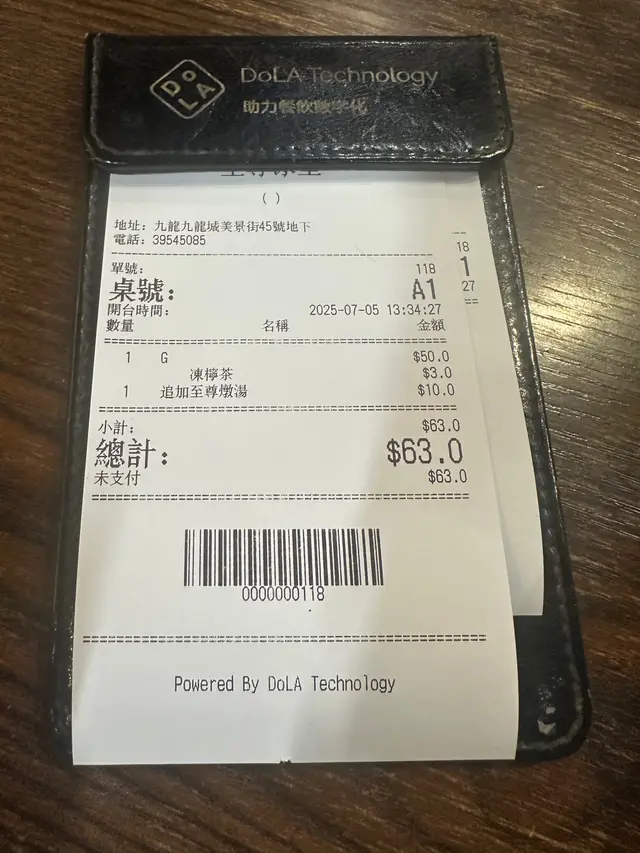 DoLA
DoLA Technology
助力餐飲數字化
( )
地址: 九龍九龍城美景街45號地下
電話: 39545085
單號: 118
桌號: A1
開台時間: 2025-07-05 13:34:27
數量 名稱 金額
1 G $50.0
凍檸茶 $3.0
1 追加至尊燉湯 $10.0
小計: $63.0
總計: $63.0
未支付 $63.0
0000000118
Powered By DoLA Technology
18
1
27